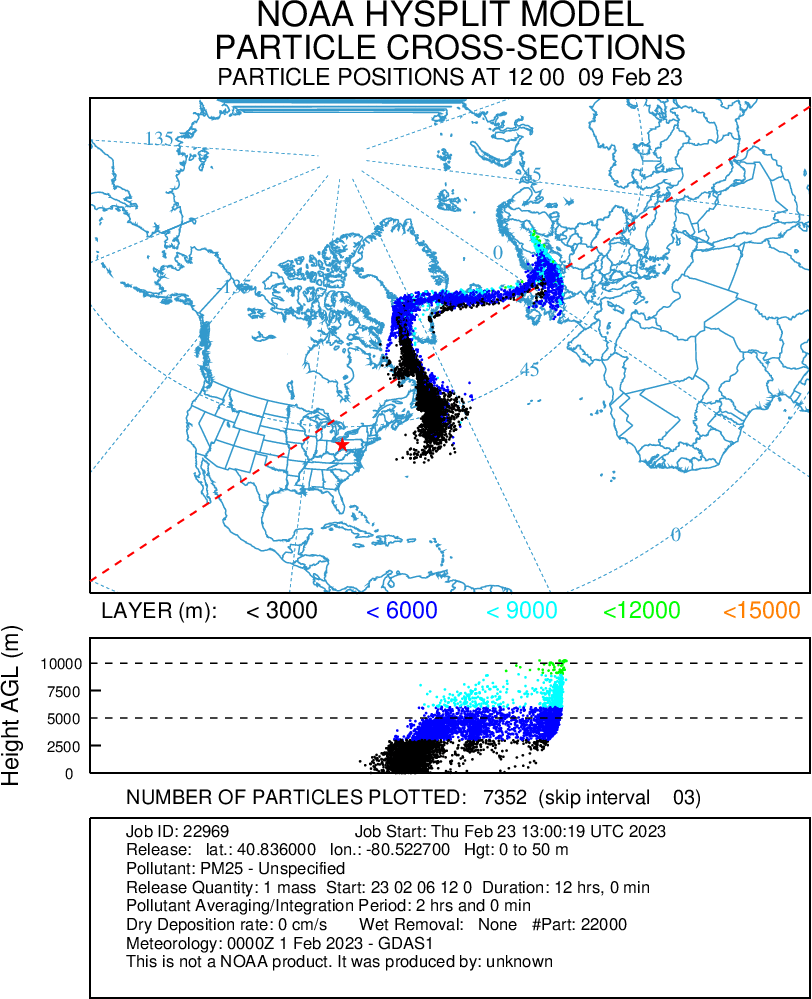 NOAA HYSPLIT MODEL
PARTICLE CROSS-SECTIONS
PARTICLE POSITIONS AT 12 00 09 Feb 23
135
45
0
45
0
LAYER (m): < 3000 < 6000 < 9000 <12000 <15000
Height AGL (m)
10000
7500
5000
2500
0
NUMBER OF PARTICLES PLOTTED: 7352 (skip interval 03)
Job ID: 22969 Job Start: Thu Feb 23 13:00:19 UTC 2023
Release: lat.: 40.836000 lon.: -80.522700 Hgt: 0 to 50 m
Pollutant: PM25 - Unspecified
Release Quantity: 1 mass Start: 23 02 06 12 0 Duration: 12 hrs, 0 min
Pollutant Averaging/Integration Period: 2 hrs and 0 min
Dry Deposition rate: 0 cm/s Wet Removal: None #Part: 22000
Meteorology: 0000Z 1 Feb 2023 - GDAS1
This is not a NOAA product. It was produced by: unknown